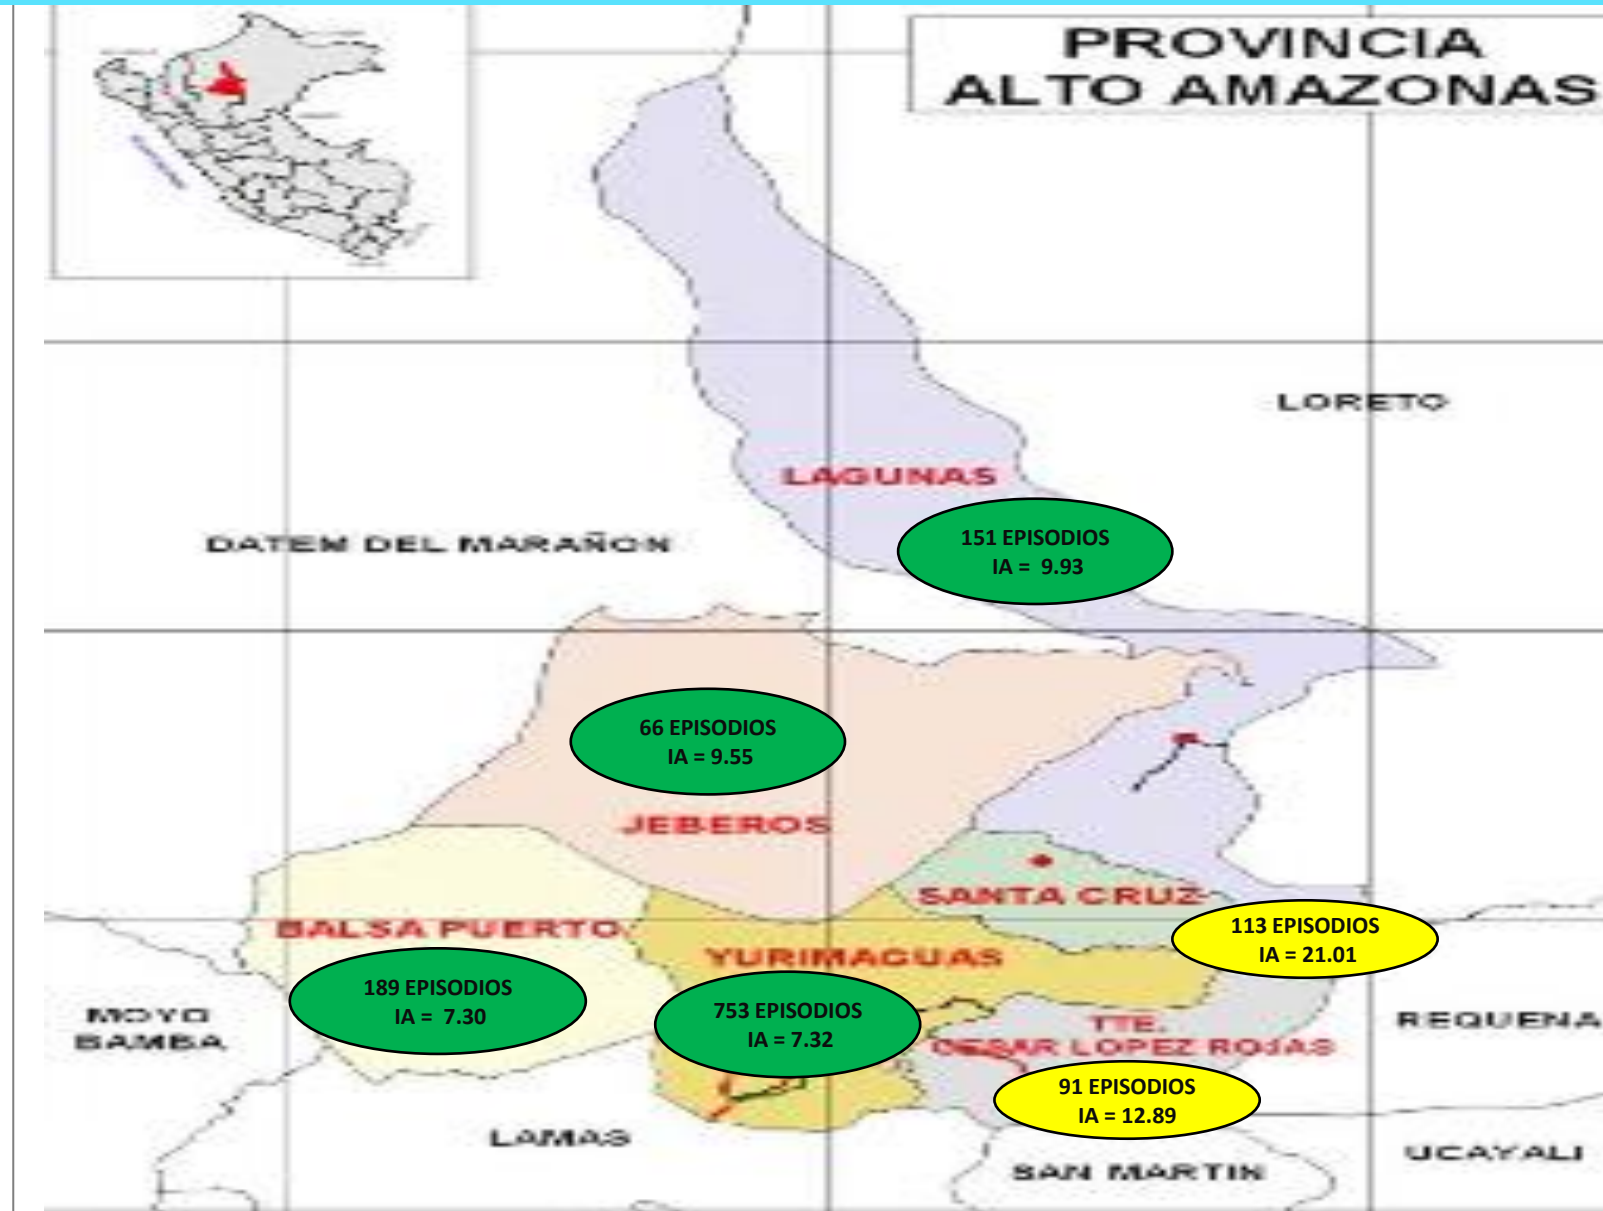 PROVINCIA
ALTO AMAZONAS
LORETO
LAGUNAS
DATEM DEL MARAÑON
151 EPISODIOS
IA = 9.93
66 EPISODIOS
IA = 9.55
JEBEROS
SANTA CRUZ
BALSA PUERTO
113 EPISODIOS
IA = 21.01
YURIMAGUAS
189 EPISODIOS
IA = 7.30
753 EPISODIOS
IA = 7.32
MOYO
BAMBA
TTE.
CESAR LOPEZ ROJAS
REQUENA
91 EPISODIOS
IA = 12.89
LAMAS
SAN MARTIN
UCAYALI